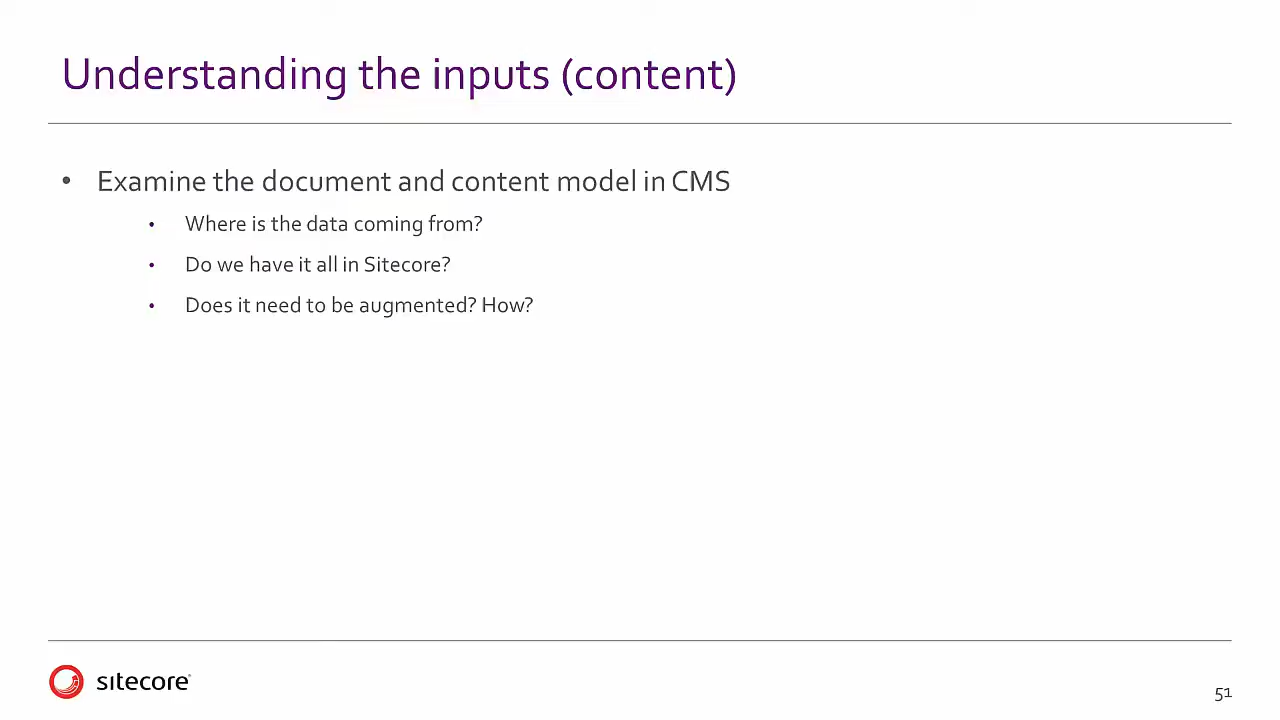 Understanding the inputs (content)
• Examine the document and content model in CMS
• Where is the data coming from?
• Do we have it all in Sitecore?
• Does it need to be augmented? How?
sitecore
51